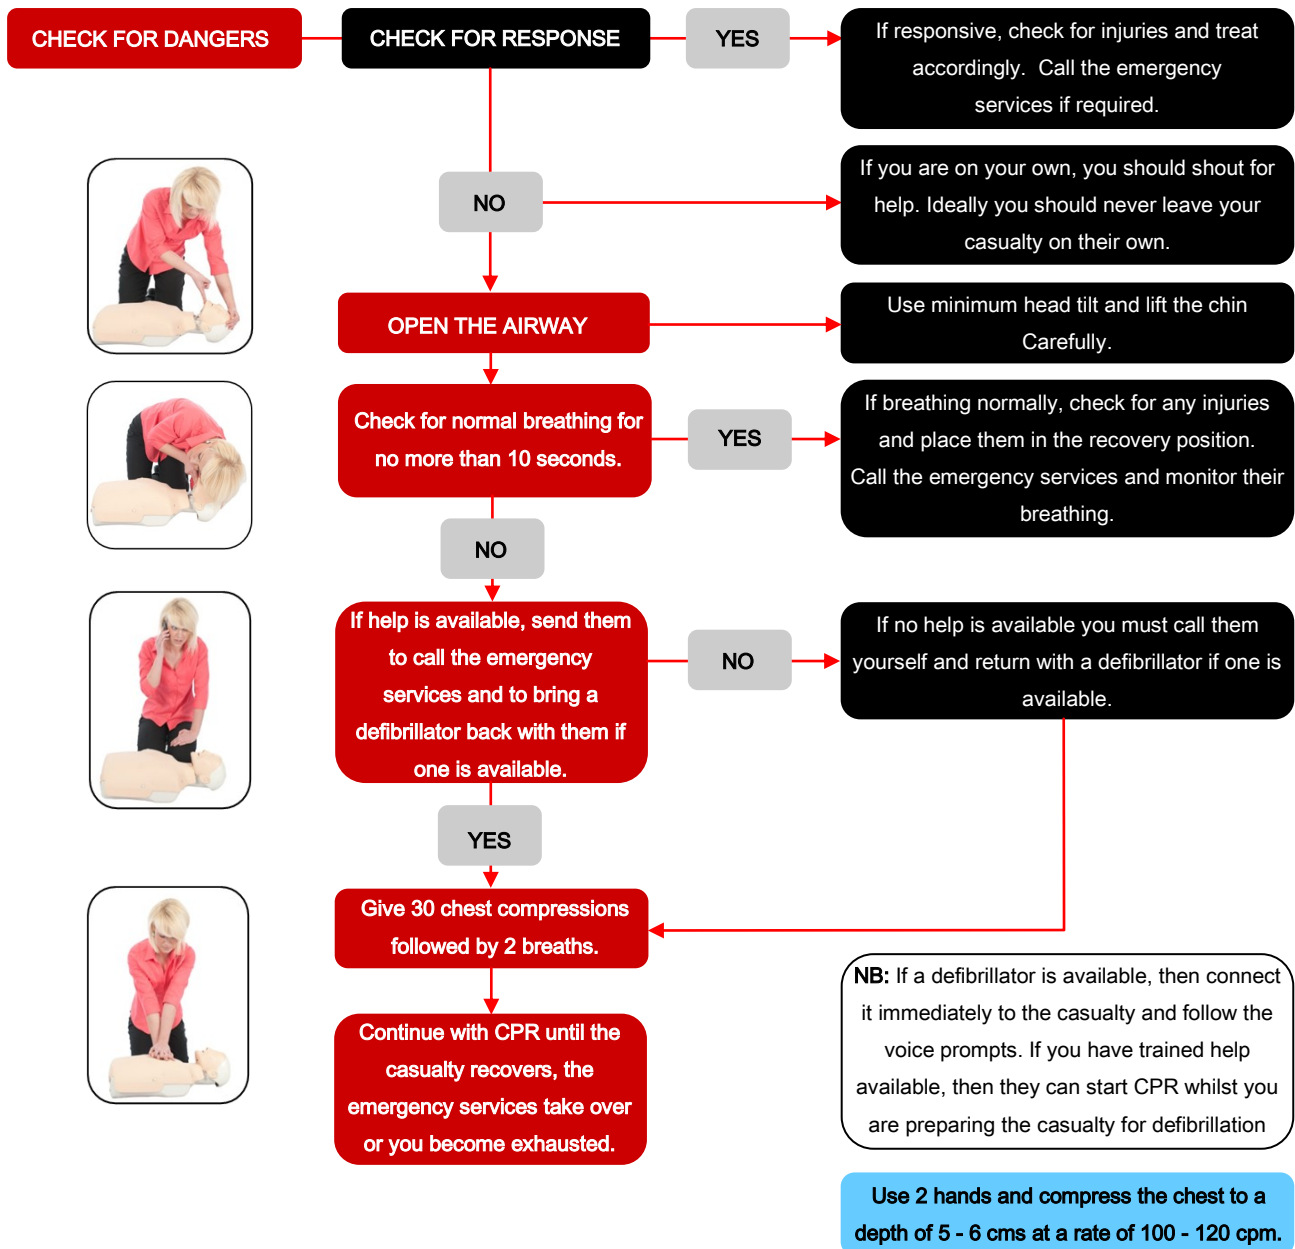 CHECK FOR DANGERS
CHECK FOR RESPONSE
YES
If responsive, check for injuries and treat
accordingly.  Call the emergency
services if required.
NO
If you are on your own, you should shout for
help. Ideally you should never leave your
casualty on their own.
OPEN THE AIRWAY
Use minimum head tilt and lift the chin
Carefully.
Check for normal breathing for
no more than 10 seconds.
YES
If breathing normally, check for any injuries
and place them in the recovery position.
Call the emergency services and monitor their
breathing.
NO
If help is available, send them
to call the emergency
services and to bring a
defibrillator back with them if
one is available.
NO
If no help is available you must call them
yourself and return with a defibrillator if one is
available.
YES
Give 30 chest compressions
followed by 2 breaths.
Continue with CPR until the
casualty recovers, the
emergency services take over
or you become exhausted.
NB: If a defibrillator is available, then connect
it immediately to the casualty and follow the
voice prompts. If you have trained help
available, then they can start CPR whilst you
are preparing the casualty for defibrillation
Use 2 hands and compress the chest to a
depth of 5 - 6 cms at a rate of 100 - 120 cpm.